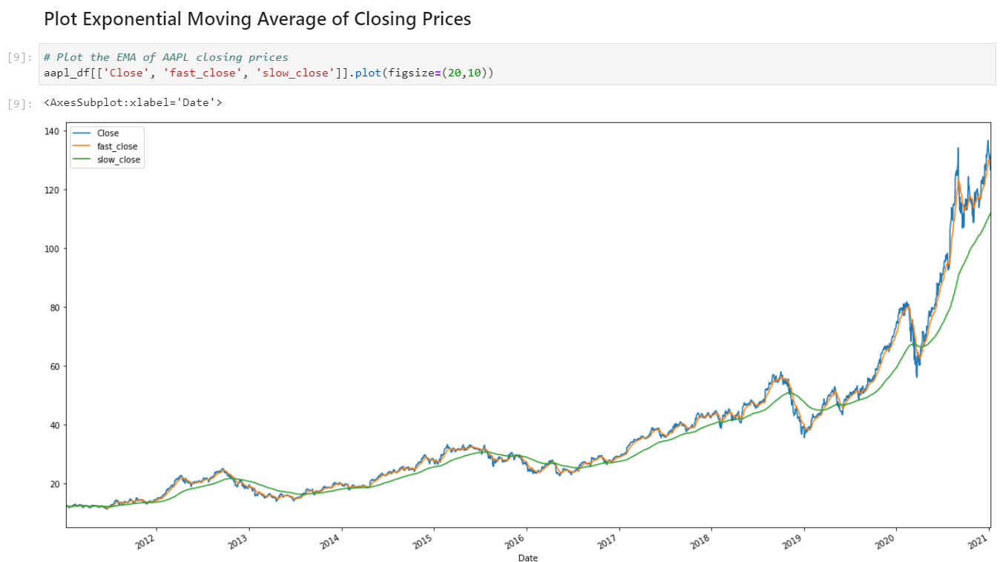 Plot Exponential Moving Average of Closing Prices
[9]: # Plot the EMA of AAPL closing prices
aapl_df[['Close', 'fast_close', 'slow_close']].plot(figsize=(20,10))
[9]: <AxesSubplot:xlabel='Date'>
Close
fast_close
slow_close
140
120
100
80
60
40
20
2012 2013 2014 2015 2016 2017 2018 2019 2020 2021
Date